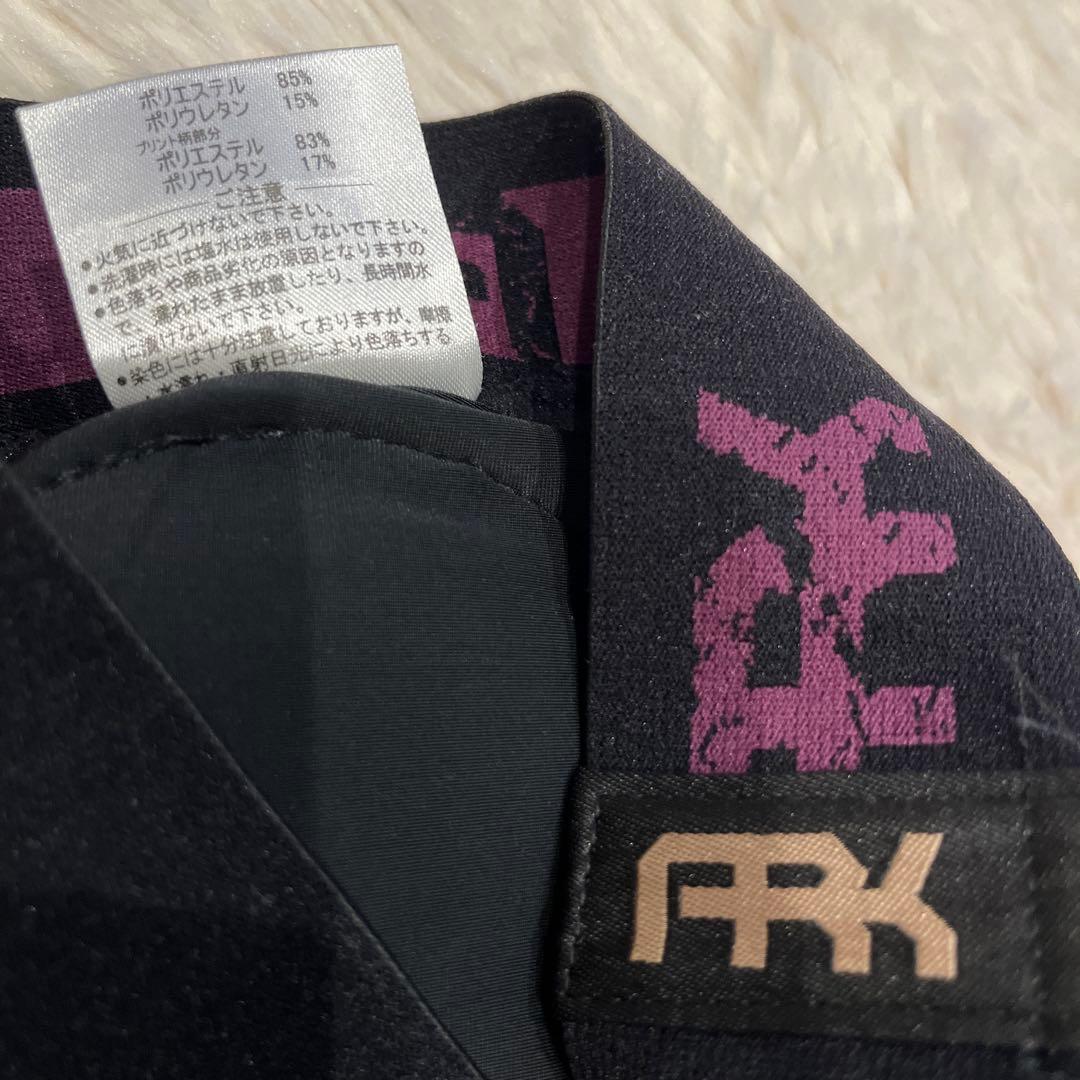 ポリエステル 85%
ポリウレタン 15%
プリント柄部分
ポリエステル 83%
ポリウレタン 17%
ご注意
●火気に近づけないで下さい。
●洗濯時には塩水は使用しないで下さい。
色落ちや商品劣化の原因となりますの
で、濡れたまま放置したり、長時間水
に漬けないで下さい。
●染色には十分注意しておりますが、摩擦
水濡れ・直射日光により色落ちする
ARK